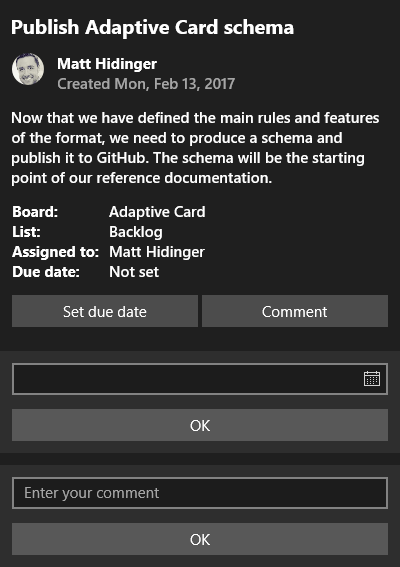 Publish Adaptive Card schema
Matt Hidinger
Created Mon, Feb 13, 2017
Now that we have defined the main rules and features
of the format, we need to produce a schema and
publish it to GitHub. The schema will be the starting
point of our reference documentation.
Board: Adaptive Card
List: Backlog
Assigned to: Matt Hidinger
Due date: Not set
Set due date Comment
OK
Enter your comment
OK